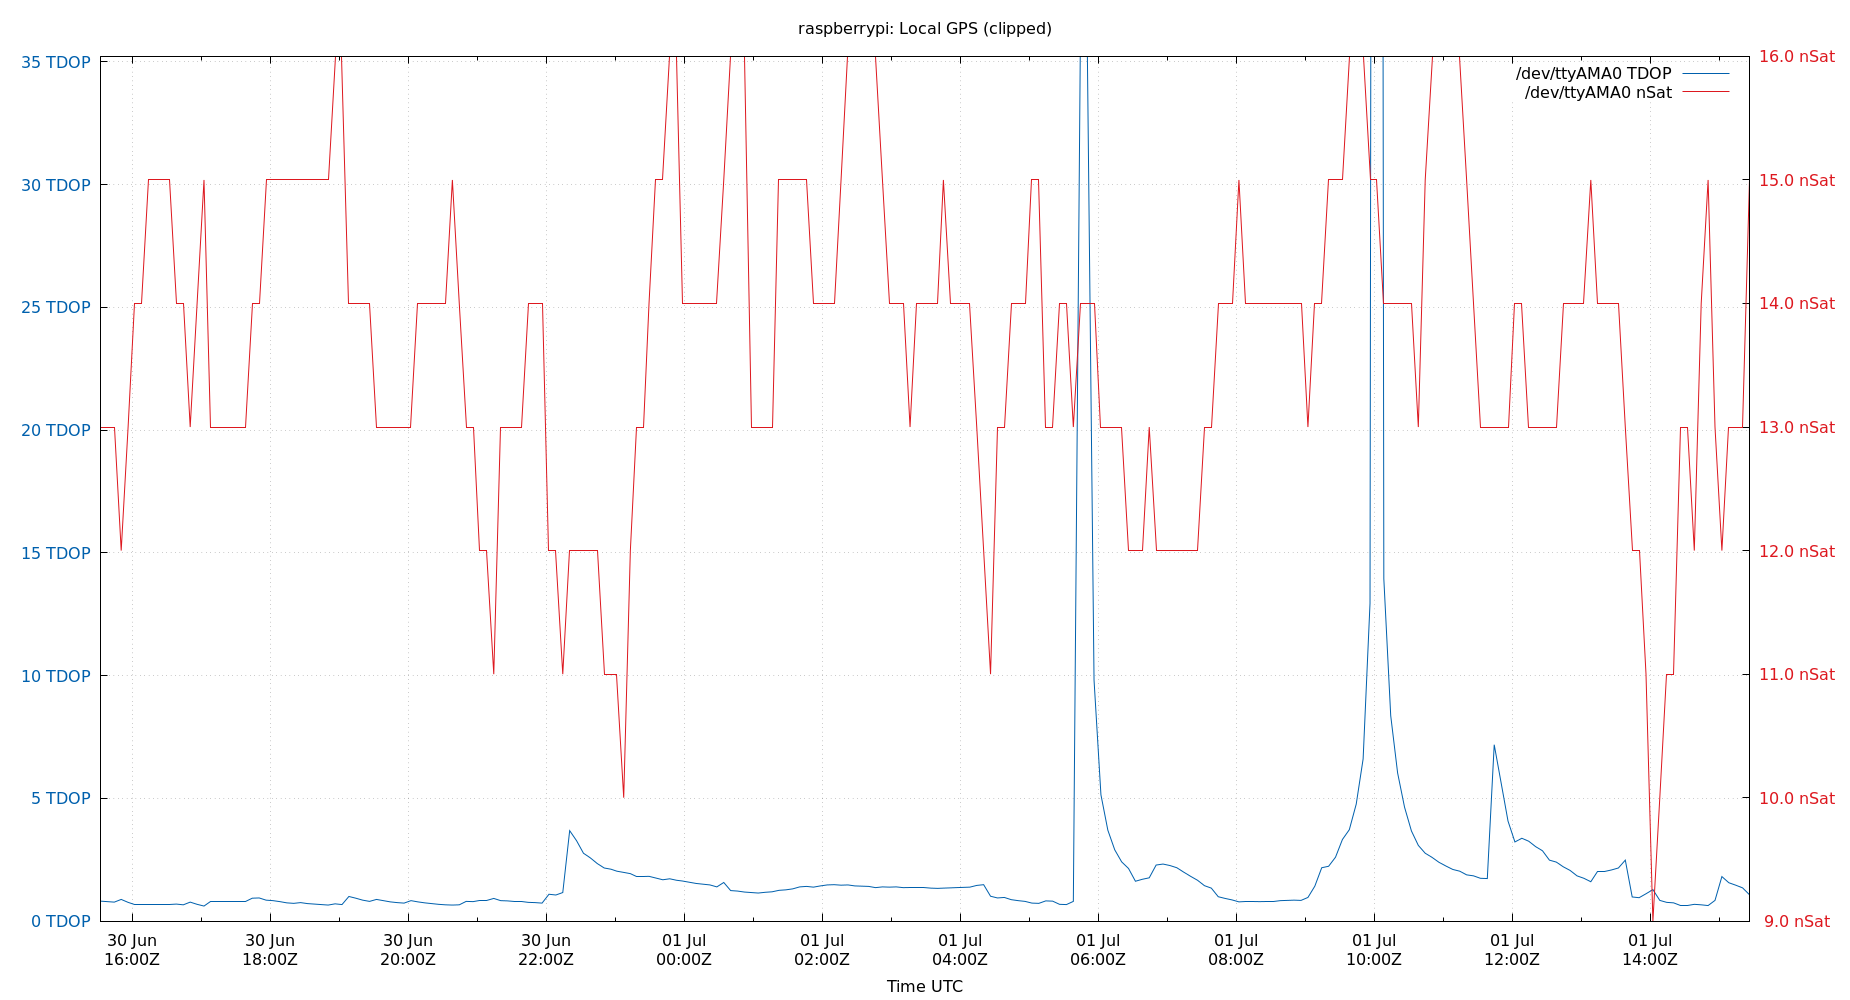 raspberrypi: Local GPS (clipped)
/dev/ttyAMA0 TDOP
/dev/ttyAMA0 nSat
35 TDOP
30 TDOP
25 TDOP
20 TDOP
15 TDOP
10 TDOP
5 TDOP
0 TDOP
16.0 nSat
15.0 nSat
14.0 nSat
13.0 nSat
12.0 nSat
11.0 nSat
10.0 nSat
9.0 nSat
30 Jun
16:00Z
30 Jun
18:00Z
30 Jun
20:00Z
30 Jun
22:00Z
01 Jul
00:00Z
01 Jul
02:00Z
01 Jul
04:00Z
01 Jul
06:00Z
01 Jul
08:00Z
01 Jul
10:00Z
01 Jul
12:00Z
01 Jul
14:00Z
Time UTC